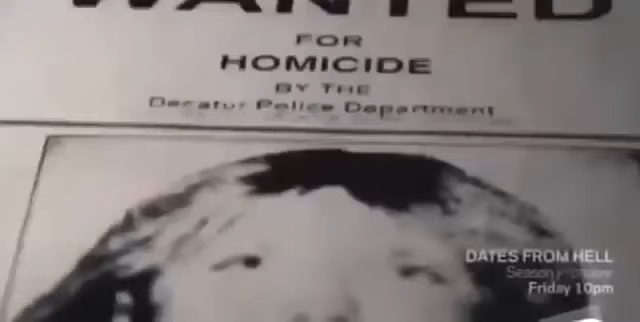 WANTED
FOR
HOMICIDE
BY THE
Decatur Police Department
DATES FROM HELL
Season Premiere
Friday 10pm